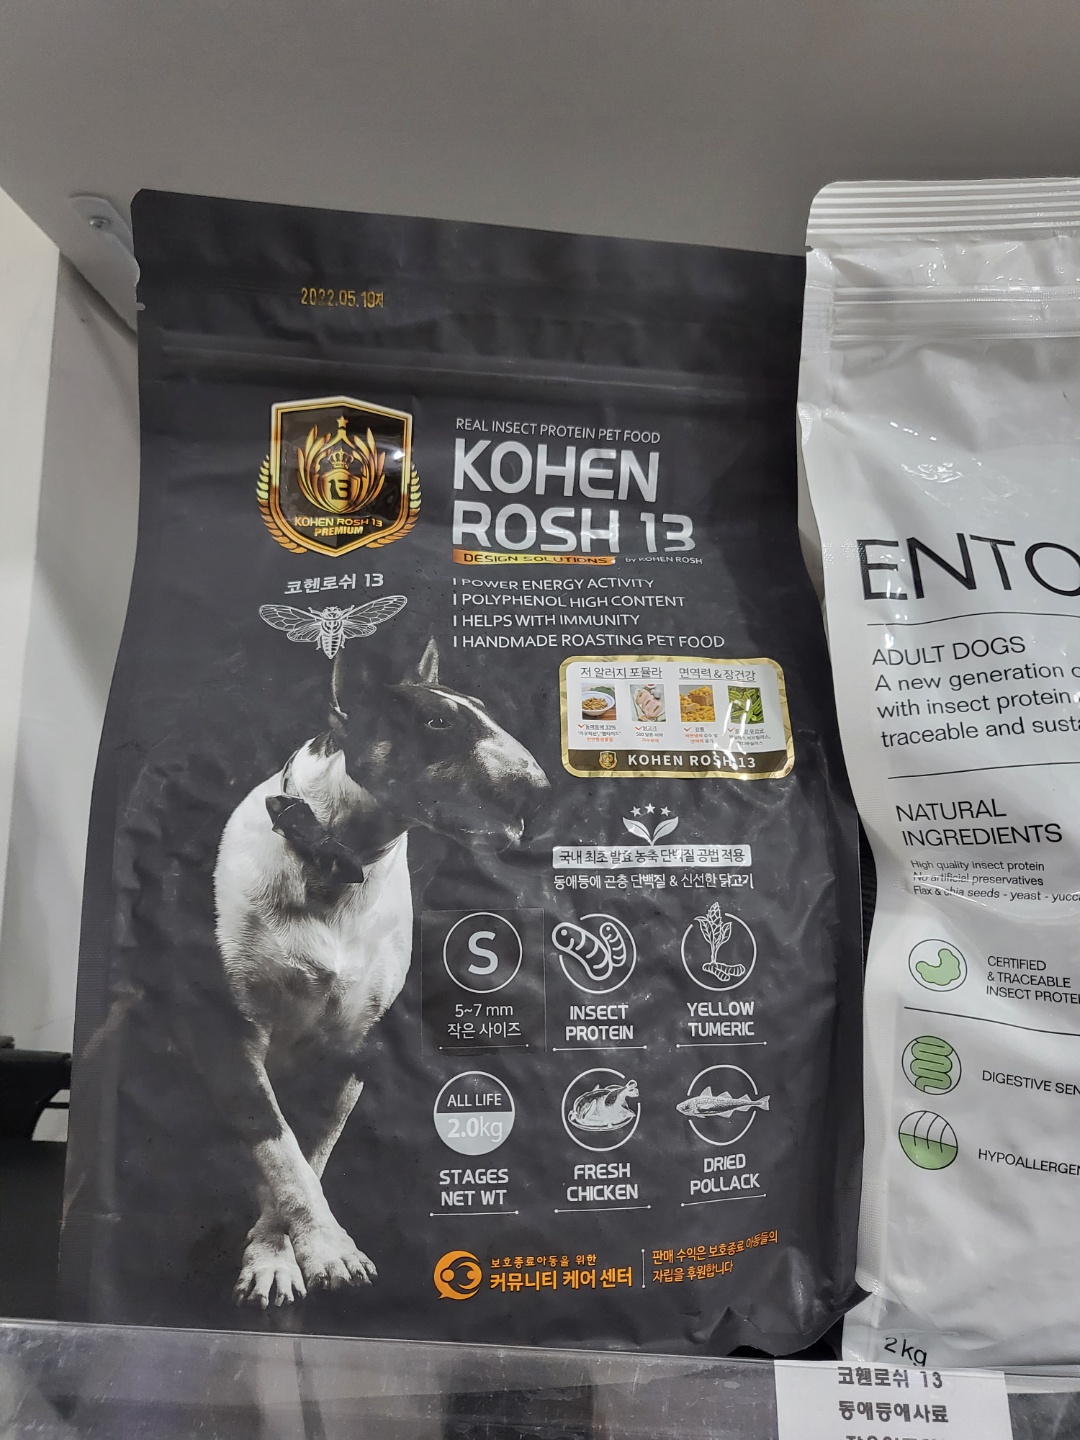 2022.05.19제
KOHEN ROSH 13
PREMIUM
코헨로쉬 13
REAL INSECT PROTEIN PET FOOD
KOHEN
ROSH 13
DESIGN SOLUTIONS by KOHEN ROSH
| POWER ENERGY ACTIVITY
| POLYPHENOL HIGH CONTENT
| HELPS WITH IMMUNITY
| HANDMADE ROASTING PET FOOD
저 알러지 포뮬라 면역력 & 장건강
KOHEN ROSH 13
국내 최초 발효 농축 단백질 공법 적용
동애등에 곤충 단백질 & 신선한 닭고기
S
5~7 mm
작은 사이즈
INSECT
PROTEIN
YELLOW
TUMERIC
ALL LIFE
2.0kg
STAGES
NET WT
FRESH
CHICKEN
DRIED
POLLACK
보호종료아동을 위한
커뮤니티 케어 센터
판매 수익은 보호종료 아동들의
자립을 후원합니다
ENTO
ADULT DOGS
A new generation
with insect protein,
traceable and
NATURAL
INGREDIENTS
High quality insect protein
No artificial preservatives
Flax & chia seeds - yeast -
CERTIFIED
& TRACEABLE
INSECT
DIGESTIVE
2 kg
코헨로쉬 13
동애등에사료